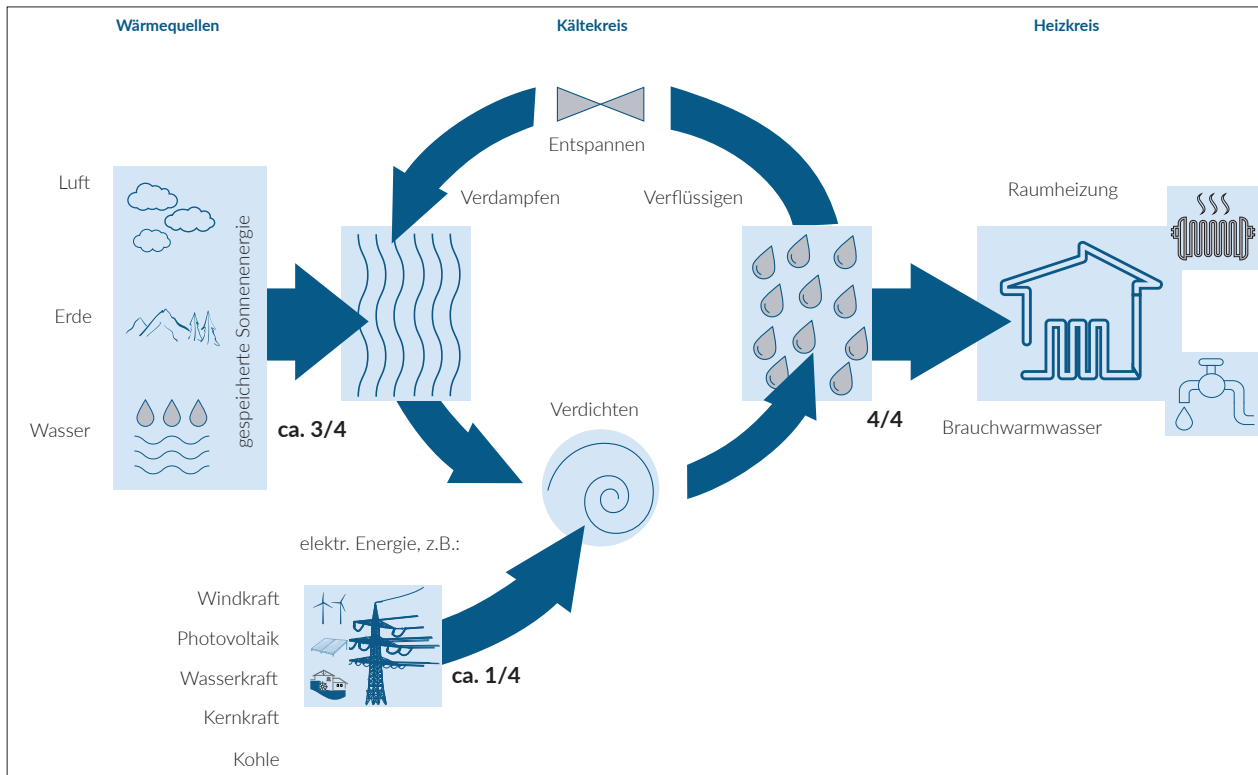 Wärmequellen
Kältekreis
Heizkreis
Entspannen
Luft
Verdampfen
Verflüssigen
Raumheizung
gespeicherte Sonnenenergie
Erde
Wasser
ca. 3/4
Verdichten
4/4
Brauchwarmwasser
elektr. Energie, z.B.:
Windkraft
Photovoltaik
Wasserkraft
ca. 1/4
Kernkraft
Kohle